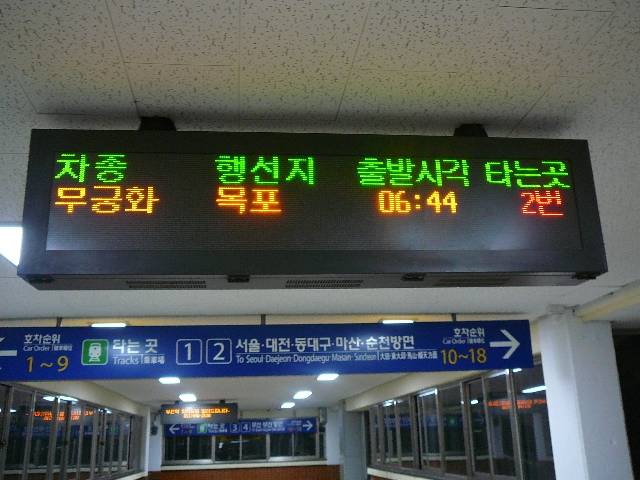 차종 행선지 출발시각 타는곳
무궁화 목포 06:44 2번
호차순위
Car Order
1~9
타는 곳
Tracks
1 2
서울·대전·동대구·마산·순천방면
To Seoul·Daejeon·Dongdaegu·Masan·Suncheon
호차순위
Car Order
10~18
3 4